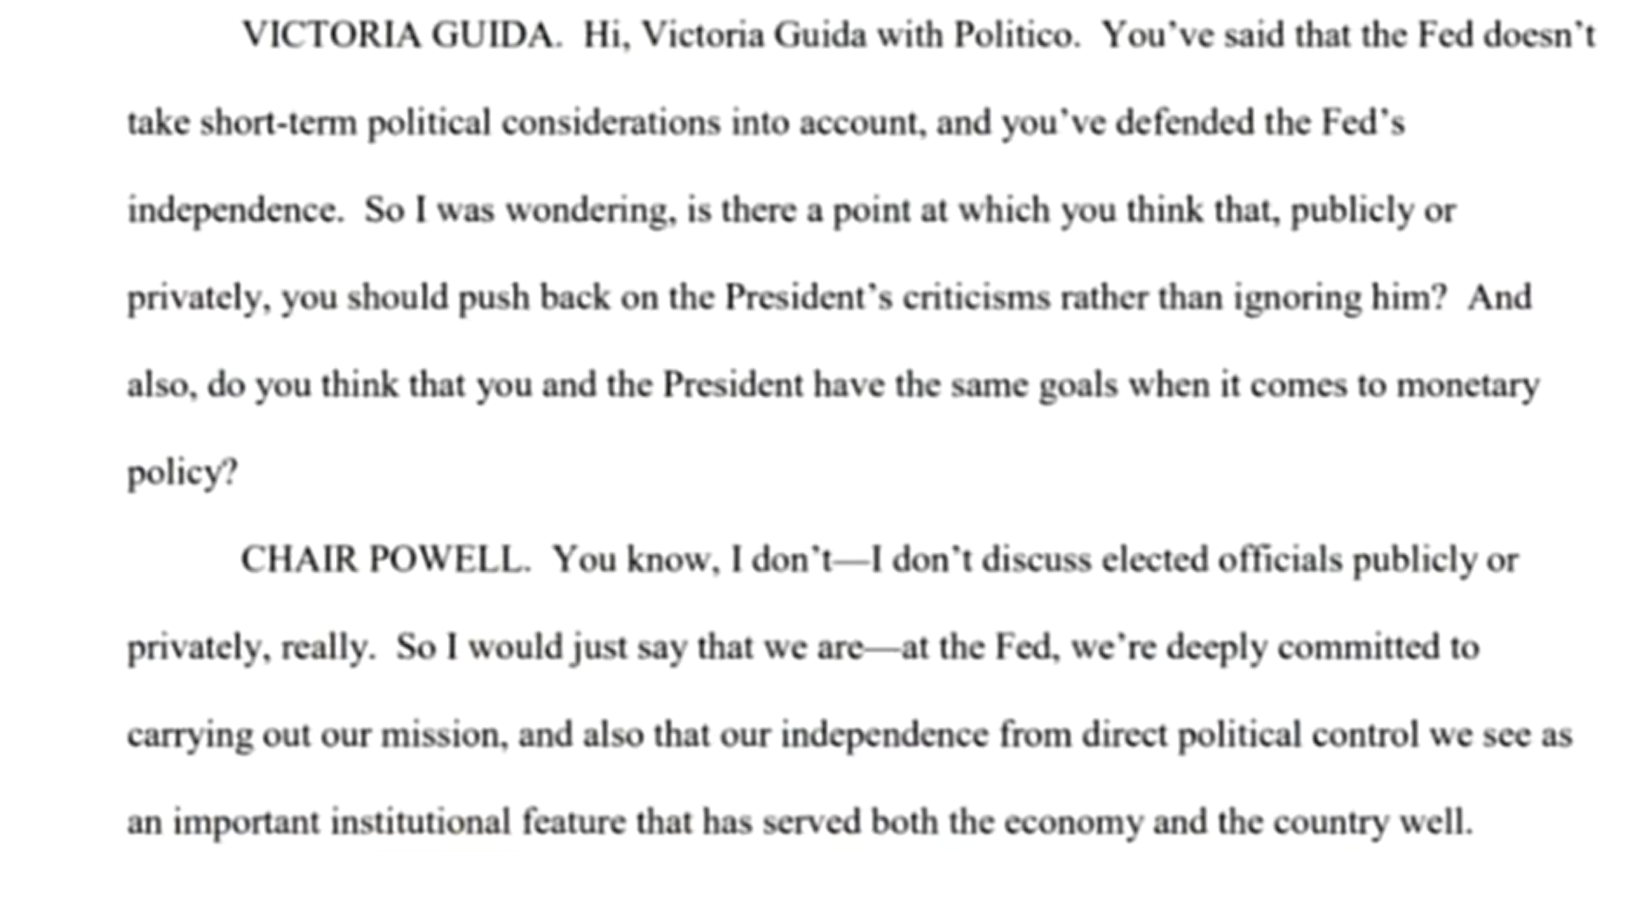 VICTORIA GUIDA.  Hi, Victoria Guida with Politico.  You’ve said that the Fed doesn’t
take short-term political considerations into account, and you’ve defended the Fed’s
independence.  So I was wondering, is there a point at which you think that, publicly or
privately, you should push back on the President’s criticisms rather than ignoring him?  And
also, do you think that you and the President have the same goals when it comes to monetary
policy?
CHAIR POWELL.  You know, I don’t—I don’t discuss elected officials publicly or
privately, really.  So I would just say that we are—at the Fed, we’re deeply committed to
carrying out our mission, and also that our independence from direct political control we see as
an important institutional feature that has served both the economy and the country well.